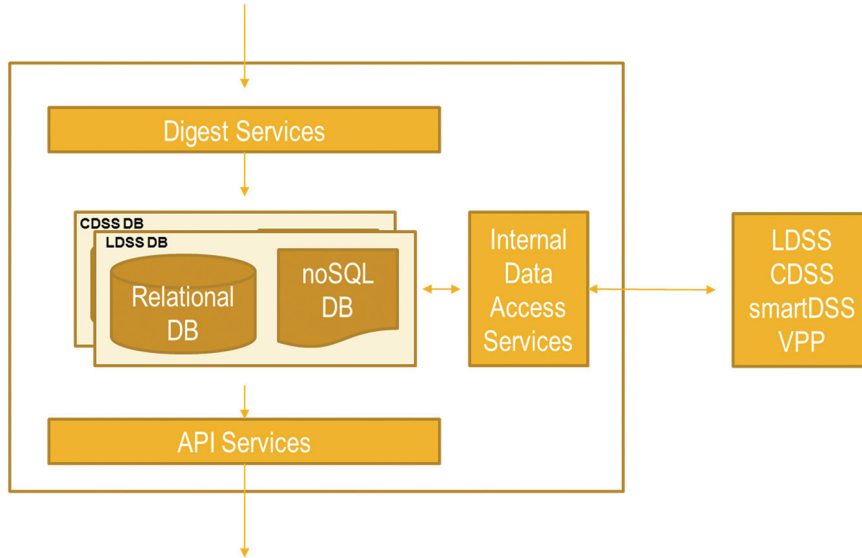 Digest Services
CDSS DB
LDSS DB
Relational
DB
noSQL
DB
Internal
Data
Access
Services
LDSS
CDSS
smartDSS
VPP
API Services